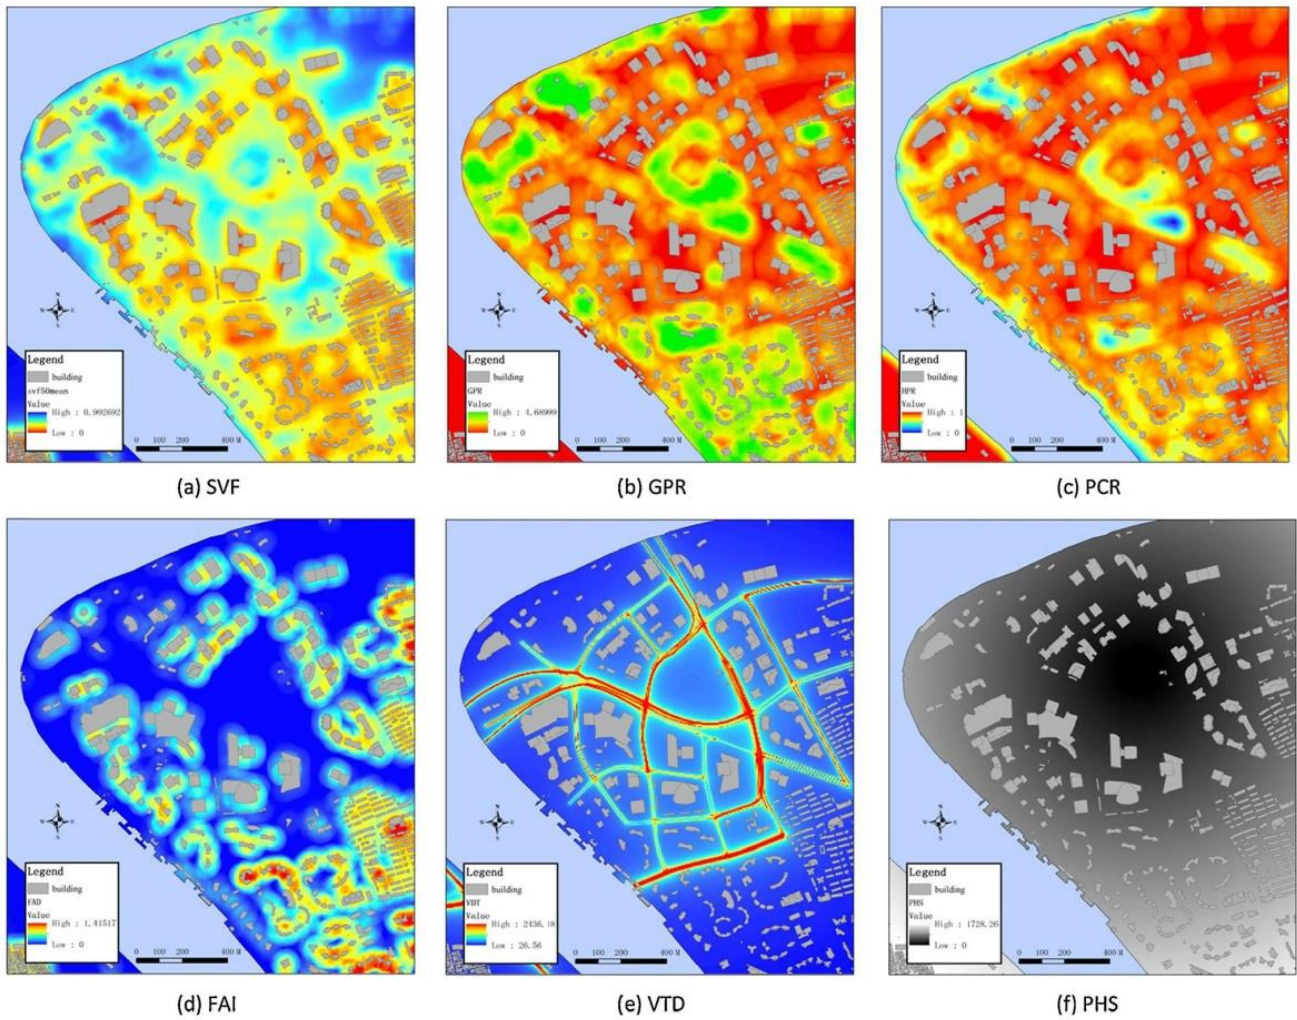 N
W E
S
Legend
building
svf50mean
Value
High : 0.992692
Low : 0
0 100 200 400 M
(a) SVF
N
W E
S
Legend
building
GPR
Value
High : 4.68909
Low : 0
0 100 200 400 M
(b) GPR
N
W E
S
Legend
building
HPR
Value
High : 1
Low : 0
0 100 200 400 M
(c) PCR
N
W E
S
Legend
building
FAD
Value
High : 1.41517
Low : 0
0 100 200 400 M
(d) FAI
N
W E
S
Legend
building
VDT
Value
High : 2436.18
Low : 26.56
0 100 200 400 M
(e) VTD
N
W E
S
Legend
building
PHS
Value
High : 1728.26
Low : 0
0 100 200 400 M
(f) PHS